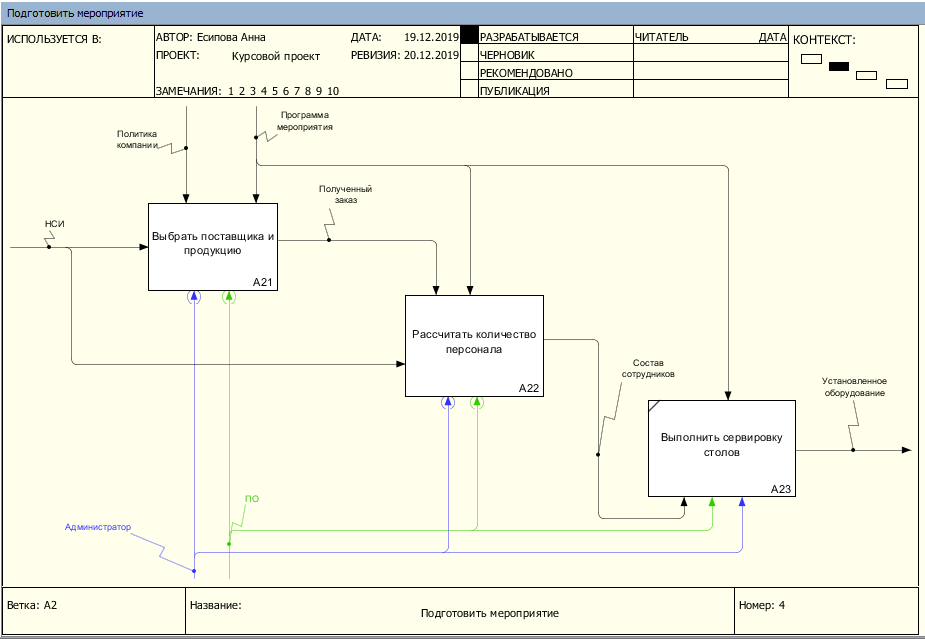 Подготовить мероприятие
ИСПОЛЬЗУЕТСЯ В:
АВТОР: Есипова Анна
ДАТА: 19.12.2019
ПРОЕКТ: Курсовой проект
РЕВИЗИЯ: 20.12.2019
ЗАМЕЧАНИЯ: 1 2 3 4 5 6 7 8 9 10
РАЗРАБАТЫВАЕТСЯ
ЧЕРНОВИК
РЕКОМЕНДОВАНО
ПУБЛИКАЦИЯ
ЧИТАТЕЛЬ
ДАТА
КОНТЕКСТ:
Программа
мероприятия
Политика
компании
Полученный
заказ
НСИ
Выбрать поставщика и
продукцию
A21
Рассчитать количество
персонала
A22
Состав
сотрудников
Установленное
оборудование
Выполнить сервировку
столов
A23
ПО
Администратор
Ветка: A2
Название:
Подготовить мероприятие
Номер: 4